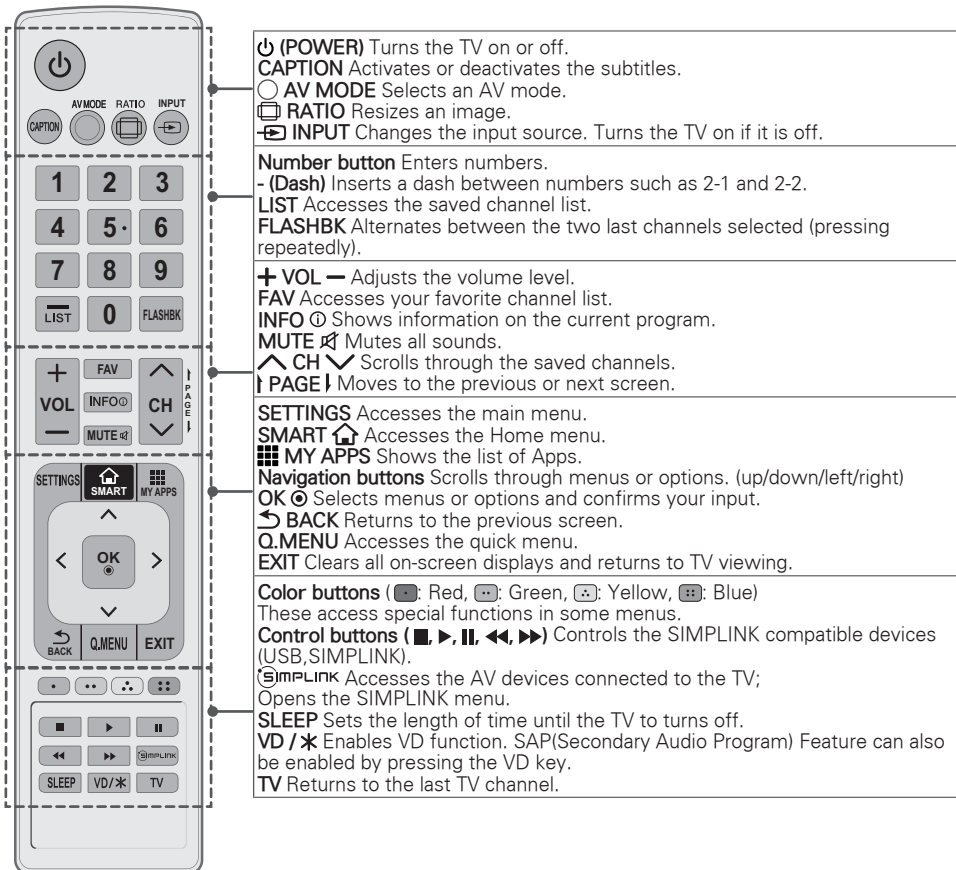 AV MODE RATIO INPUT
CAPTION
1 2 3
4 5 6
7 8 9
LIST 0 FLASHBK
FAV
VOL INFO CH
MUTE
PAGE
SETTINGS SMART MY APPS
OK
BACK Q.MENU EXIT
SIMPLINK
SLEEP VD/* TV
(POWER) Turns the TV on or off.
CAPTION Activates or deactivates the subtitles.
AV MODE Selects an AV mode.
RATIO Resizes an image.
INPUT Changes the input source. Turns the TV on if it is off.
Number button Enters numbers.
- (Dash) Inserts a dash between numbers such as 2-1 and 2-2.
LIST Accesses the saved channel list.
FLASHBK Alternates between the two last channels selected (pressing
repeatedly).
+ VOL - Adjusts the volume level.
FAV Accesses your favorite channel list.
INFO ⓘ Shows information on the current program.
MUTE Mutes all sounds.
CH Scrolls through the saved channels.
PAGE Moves to the previous or next screen.
SETTINGS Accesses the main menu.
SMART Accesses the Home menu.
MY APPS Shows the list of Apps.
Navigation buttons Scrolls through menus or options. (up/down/left/right)
OK ⦿ Selects menus or options and confirms your input.
BACK Returns to the previous screen.
Q.MENU Accesses the quick menu.
EXIT Clears all on-screen displays and returns to TV viewing.
Color buttons ( : Red, : Green, : Yellow, : Blue)
These access special functions in some menus.
Control buttons ( ■, ▶, II, ◀◀, ▶▶) Controls the SIMPLINK compatible devices
(USB,SIMPLINK).
SIMPLINK Accesses the AV devices connected to the TV;
Opens the SIMPLINK menu.
SLEEP Sets the length of time until the TV to turns off.
VD / * Enables VD function. SAP(Secondary Audio Program) Feature can also
be enabled by pressing the VD key.
TV Returns to the last TV channel.